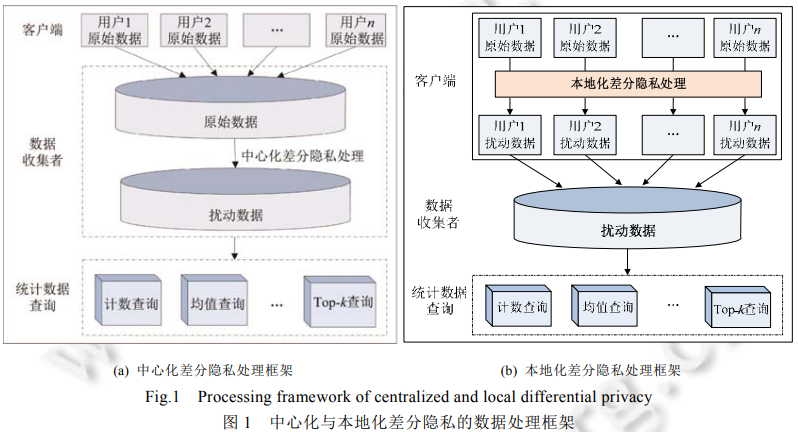 客户端
用户1
原始数据
用户2
原始数据
...
用户n
原始数据
数据
收集者
原始数据
中心化差分隐私处理
扰动数据
统计数据
查询
计数查询
均值查询
...
Top-k查询
(a) 中心化差分隐私处理框架
客户端
用户1
原始数据
用户2
原始数据
...
用户n
原始数据
本地化差分隐私处理
用户1
扰动数据
用户2
扰动数据
...
用户n
扰动数据
数据
收集者
扰动数据
统计数据
查询
计数查询
均值查询
...
Top-k查询
(b) 本地化差分隐私处理框架
Fig.1 Processing framework of centralized and local differential privacy
图 1 中心化与本地化差分隐私的数据处理框架